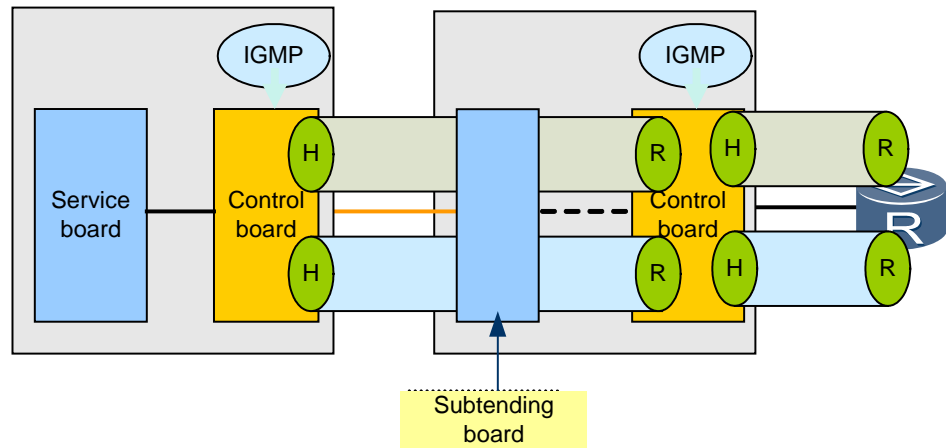 IGMP
IGMP
H
R
H
R
Service
board
Control
board
Control
board
H
R
H
R
R
Subtending
board